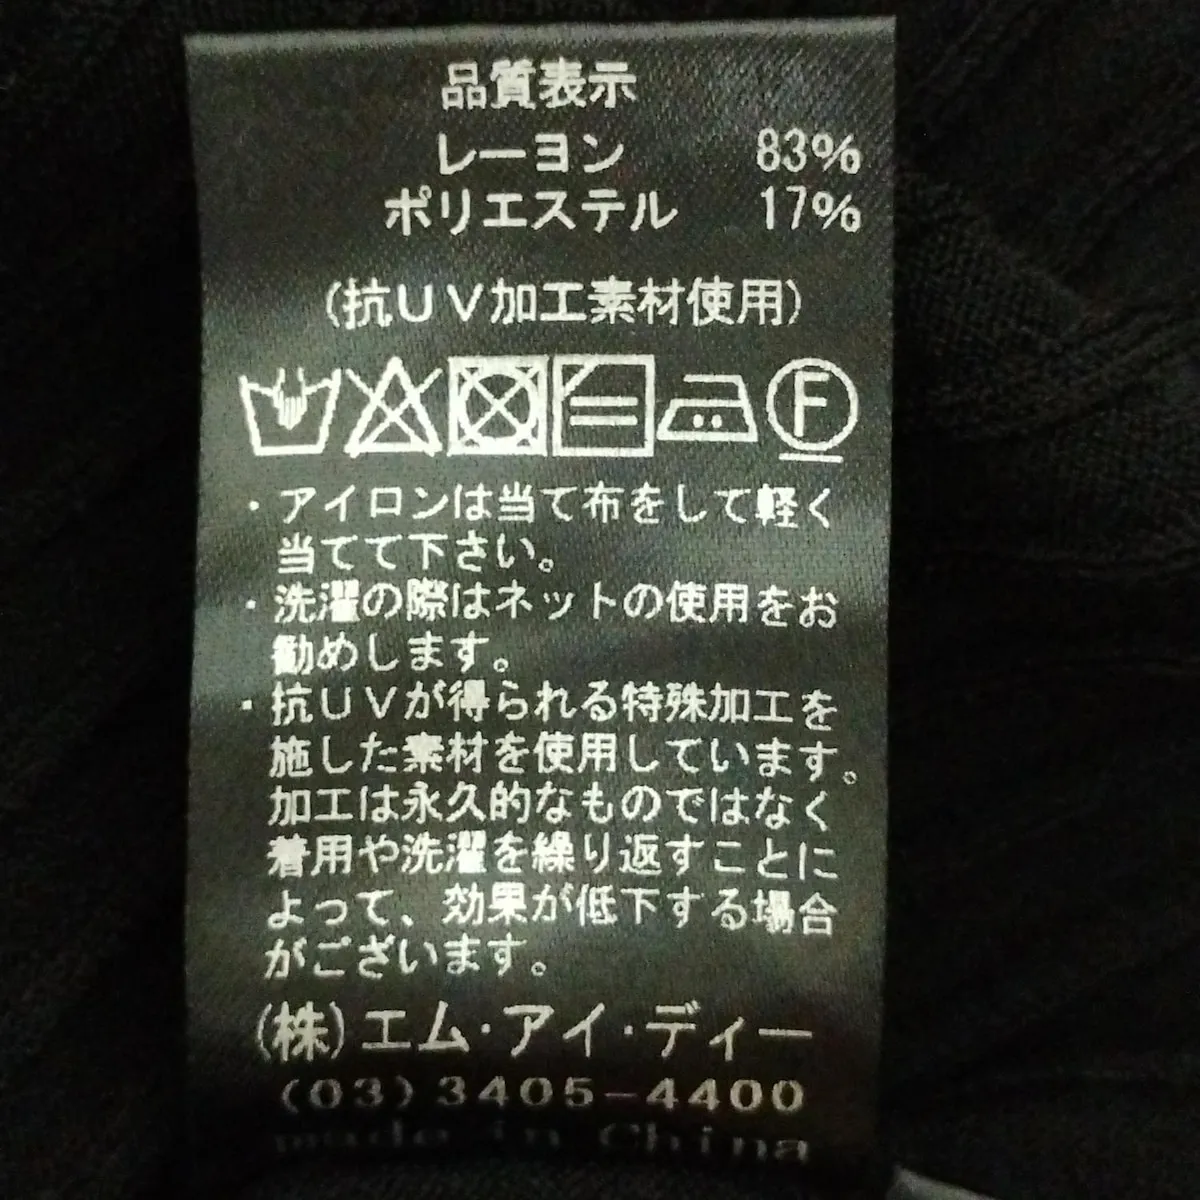 品質表示
レーヨン 83%
ポリエステル 17%
(抗UV加工素材使用)
F
・アイロンは当て布をして軽く
当てて下さい。
・洗濯の際はネットの使用をお
勧めします。
・抗UVが得られる特殊加工を
施した素材を使用しています。
加工は永久的なものではなく
着用や洗濯を繰り返すことに
よって、効果が低下する場合
がございます。
(株)エム・アイ・ディー
(03)3405-4400
made in China